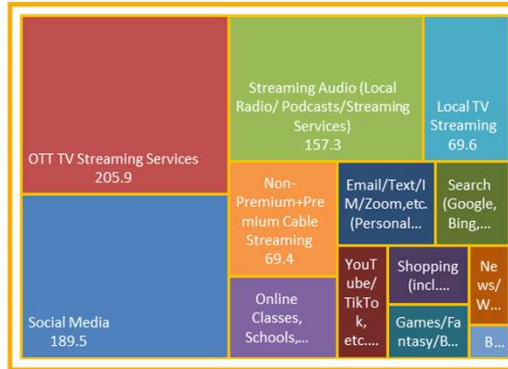 OTT TV Streaming Services
205.9
Social Media
189.5
Streaming Audio (Local
Radio/ Podcasts/Streaming
Services)
157.3
Local TV
Streaming
69.6
Non-
Premium+Pre
mium Cable
Streaming
69.4
Online
Classes,
Schools,...
Email/Text/I
M/Zoom,etc.
(Personal...
Search
(Google,
Bing,...
YouT
ube/
TikTo
k,
etc....
Shopping
(incl....
Games/Fa
ntasy/B...
Ne
ws/
W...
B...